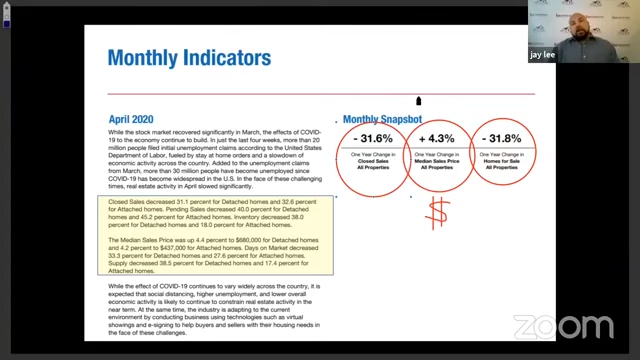 Monthly Indicators
April 2020
While the stock market recovered significantly in March, the effects of COVID-
19 to the economy continue to build. In just the last four weeks, more than 20
million people filed initial unemployment claims according to the United States
Department of Labor, fueled by stay at home orders and a slowdown of
economic activity across the country. Added to the unemployment claims
from March, more than 30 million people have become unemployed since
COVID-19 has become widespread in the U.S. In the face of these challenging
times, real estate activity in April slowed significantly.
Closed Sales decreased 31.1 percent for Detached homes and 32.6 percent
for Attached homes. Pending Sales decreased 40.0 percent for Detached
homes and 45.2 percent for Attached homes. Inventory decreased 38.0
percent for Detached homes and 18.0 percent for Attached homes.
The Median Sales Price was up 4.4 percent to $680,000 for Detached homes
and 4.2 percent to $437,000 for Attached homes. Days on Market decreased
33.3 percent for Detached homes and 27.6 percent for Attached homes.
Supply decreased 38.5 percent for Detached homes and 17.4 percent for
Attached homes.
While the effect of COVID-19 continues to vary widely across the country, it is
expected that social distancing, higher unemployment, and lower overall
economic activity is likely to continue to constrain real estate activity in the
near term. At the same time, the industry is adapting to the current
environment by conducting business using technologies such as virtual
showings and e-signing to help buyers and sellers with their housing needs in
the face of these challenges.
Monthly Snapshot
- 31.6%
One Year Change in
Closed Sales
All Properties
+ 4.3%
One Year Change in
Median Sales Price
All Properties
- 31.8%
One Year Change in
Homes for Sale
All Properties
$
jay lee
zoom